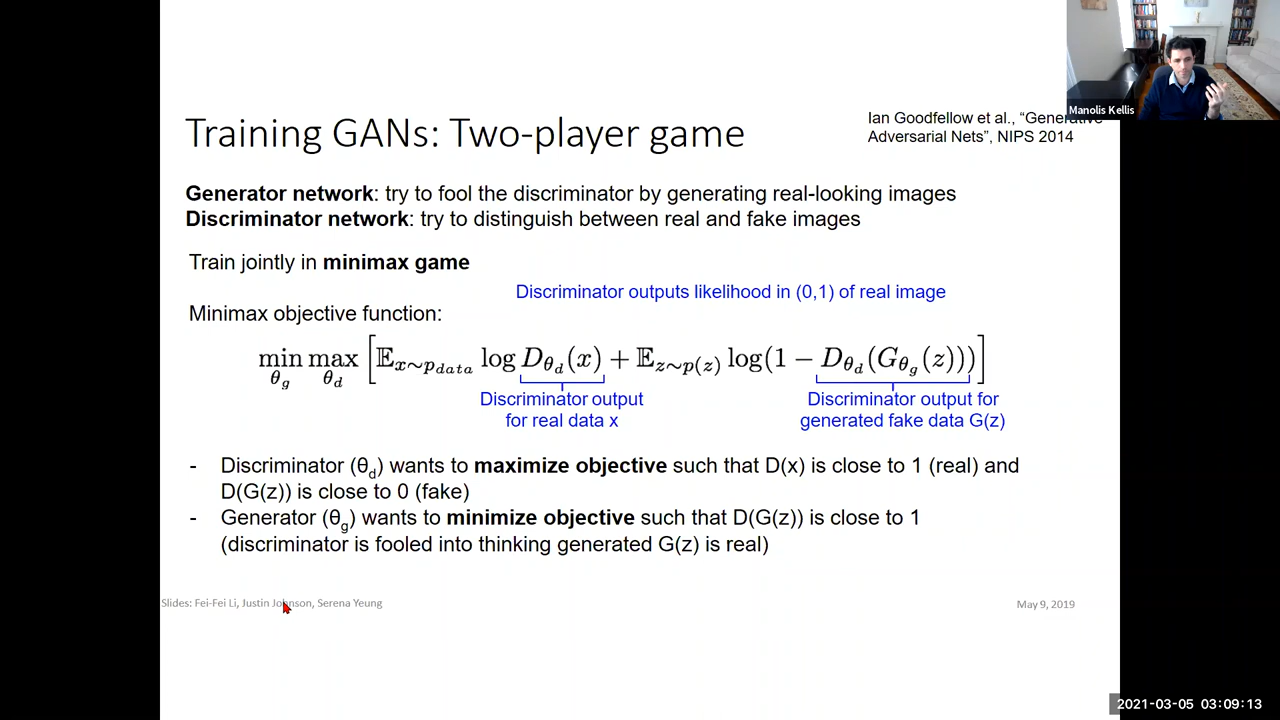 Manolis Kellis
Training GANs: Two-player game
Ian Goodfellow et al., “Generative
Adversarial Nets”, NIPS 2014
Generator network: try to fool the discriminator by generating real-looking images
Discriminator network: try to distinguish between real and fake images
Train jointly in minimax game
Discriminator outputs likelihood in (0,1) of real image
Minimax objective function:
min_{θ_g} max_{θ_d} [𝔼_{x∼p_{data}} log D_{θ_d}(x) + 𝔼_{z∼p(z)} log(1 − D_{θ_d}(G_{θ_g}(z)))]
Discriminator output
for real data x
Discriminator output for
generated fake data G(z)
- Discriminator (θ_d) wants to maximize objective such that D(x) is close to 1 (real) and
D(G(z)) is close to 0 (fake)
- Generator (θ_g) wants to minimize objective such that D(G(z)) is close to 1
(discriminator is fooled into thinking generated G(z) is real)
Slides: Fei-Fei Li, Justin Johnson, Serena Yeung
May 9, 2019
2021-03-05 03:09:13